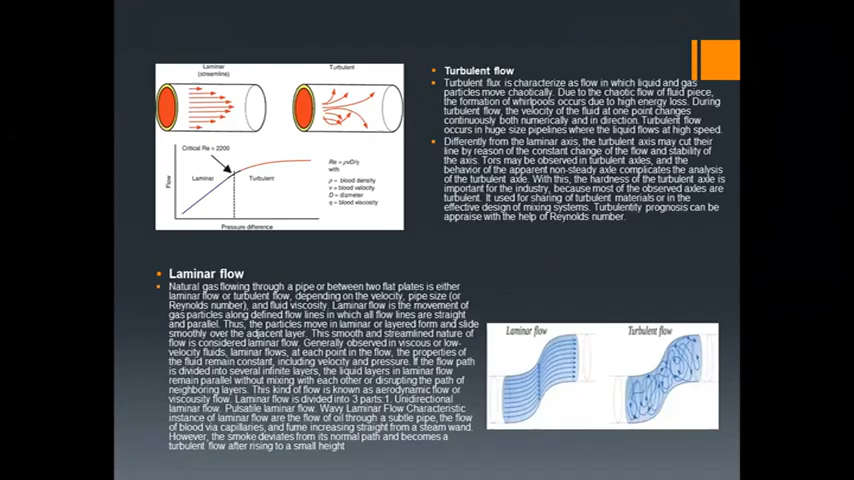 Laminar
(streamline)
Turbulent
Critical Re = 2200
Laminar
Turbulent
Flow
Pressure difference
Re = ρvD/η
with
ρ = blood density
v = blood velocity
D = diameter
η = blood viscosity
Turbulent flow
Turbulent flux is characterize as flow in which liquid and gas
particles move chaotically. Due to the chaotic flow of fluid piece,
the formation of whirlpools occurs due to high energy loss. During
turbulent flow, the velocity of the fluid at one point changes
continuously both numerically and in direction. Turbulent flow
occurs in huge size pipelines where the liquid flows at high speed.
Differently from the laminar axis, the turbulent axis may cut their
line by reason of the constant change of the flow and stability of
the axis. Tors may be observed in turbulent axles, and the
behavior of the apparent non-steady axle complicates the analysis
of the turbulent axle. With this, the hardness of the turbulent axle is
important for the industry, because most of the observed axles are
turbulent. It used for sharing of turbulent materials or in the
effective design of mixing systems. Turbulentity prognosis can be
appraise with the help of Reynolds number.
Laminar flow
Natural gas flowing through a pipe or between two flat plates is either
laminar flow or turbulent flow, depending on the velocity, pipe size (or
Reynolds number), and fluid viscosity. Laminar flow is the movement of
gas particles along defined flow lines in which all flow lines are straight
and parallel. Thus, the particles move in laminar or layered form and slide
smoothly over the adjacent layer. This smooth and streamlined nature of
flow is considered laminar flow. Generally observed in viscous or low-
velocity fluids, laminar flows, at each point in the flow, the properties of
the fluid remain constant, including velocity and pressure. If the flow path
is divided into several infinite layers, the liquid layers in laminar flow
remain parallel without mixing with each other or disrupting the path of
neighboring layers. This kind of flow is known as aerodynamic flow or
viscousity flow. Laminar flow is divided into 3 parts:1. Unidirectional
laminar flow. Pulsatile laminar flow. Wavy Laminar Flow Characteristic
instance of laminar flow are the flow of oil through a subtle pipe, the flow
of blood via capillaries, and fume increasing straight from a steam wand.
However, the smoke deviates from its normal path and becomes a
turbulent flow after rising to a small height
Laminar flow
Turbulent flow